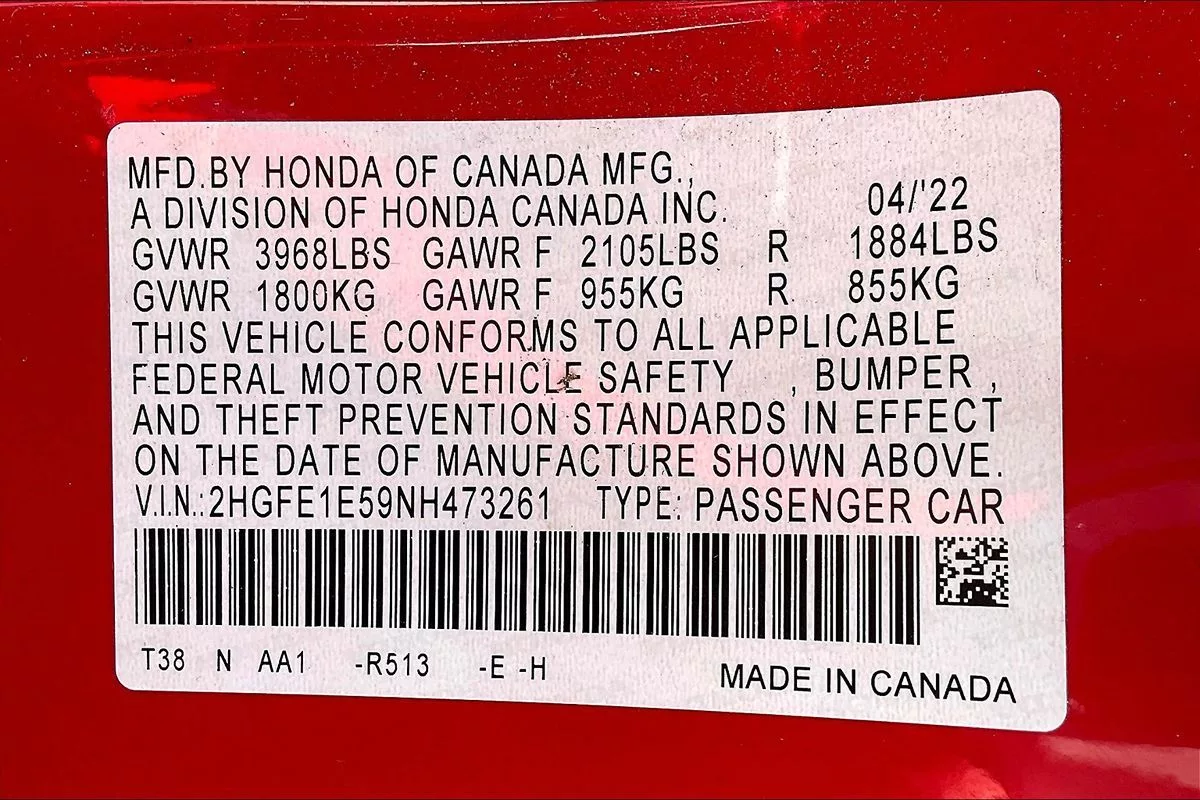 MFD.BY HONDA OF CANADA MFG.,
A DIVISION OF HONDA CANADA INC. 04/'22
GVWR 3968LBS GAWR F 2105LBS R 1884LBS
GVWR 1800KG GAWR F 955KG R 855KG
THIS VEHICLE CONFORMS TO ALL APPLICABLE
FEDERAL MOTOR VEHICLE SAFETY , BUMPER ,
AND THEFT PREVENTION STANDARDS IN EFFECT
ON THE DATE OF MANUFACTURE SHOWN ABOVE.
V.I.N.:2HGFE1E59NH473261 TYPE: PASSENGER CAR
T38 N AA1 -R513 -E -H MADE IN CANADA